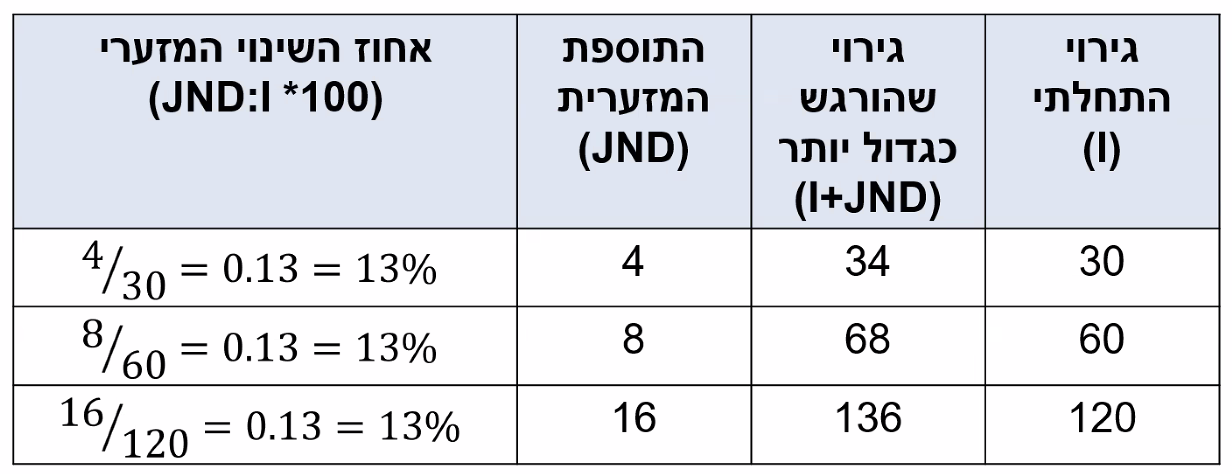 גירוי
התחלתי
(I)
גירוי
שהורגש
כגדול יותר
(I+JND)
התוספת
המזערית
(JND)
אחוז השינוי המזערי
(JND:I *100)
30
34
4
4/30 = 0.13 = 13%
60
68
8
8/60 = 0.13 = 13%
120
136
16
16/120 = 0.13 = 13%